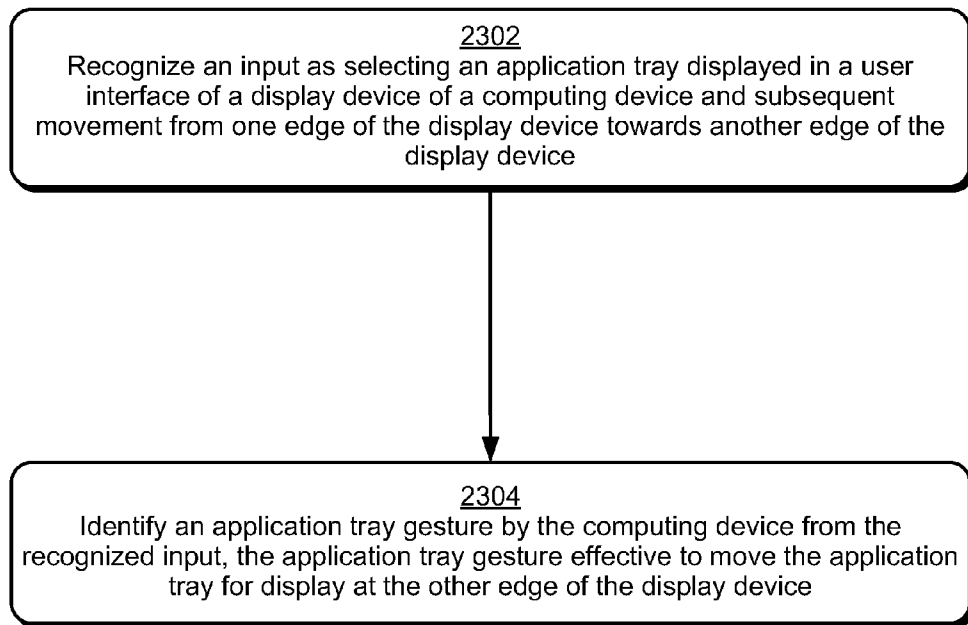 2302
Recognize an input as selecting an application tray displayed in a user
interface of a display device of a computing device and subsequent
movement from one edge of the display device towards another edge of the
display device
2304
Identify an application tray gesture by the computing device from the
recognized input, the application tray gesture effective to move the application
tray for display at the other edge of the display device